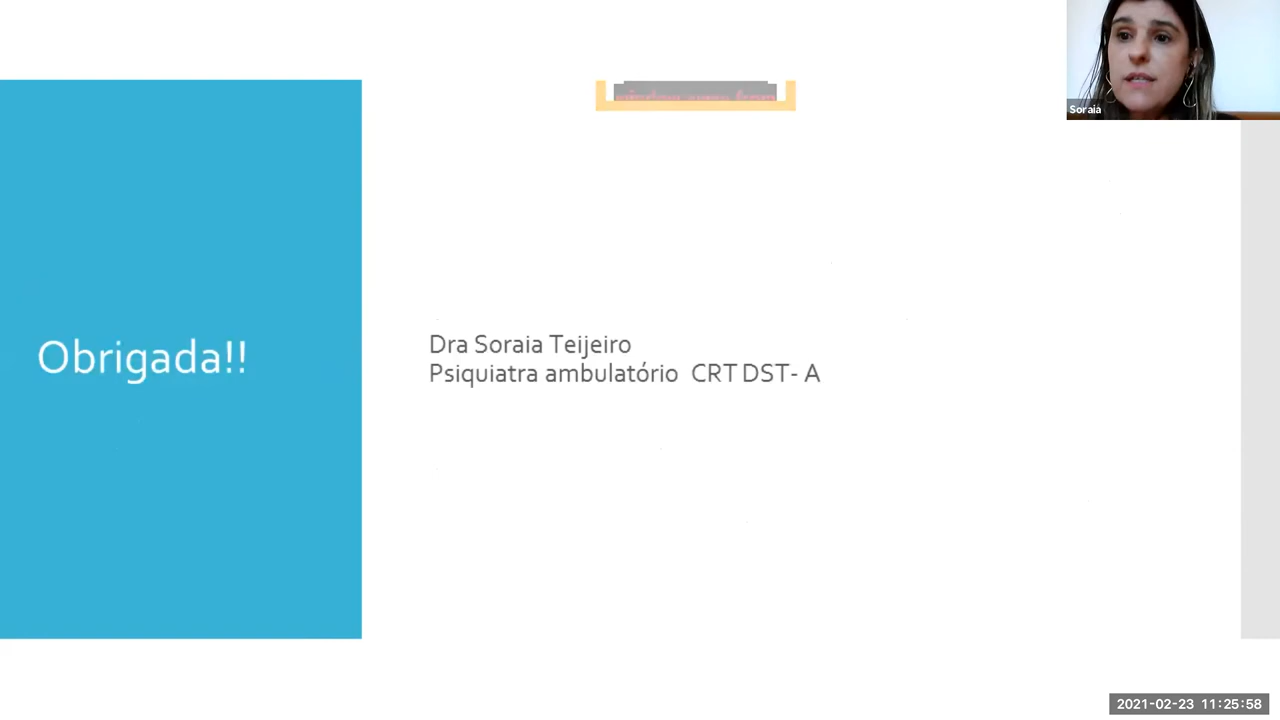 Soraia
Obrigada!!
Dra Soraia Teijeiro
Psiquiatra ambulatório CRT DST- A
2021-02-23 11:25:58